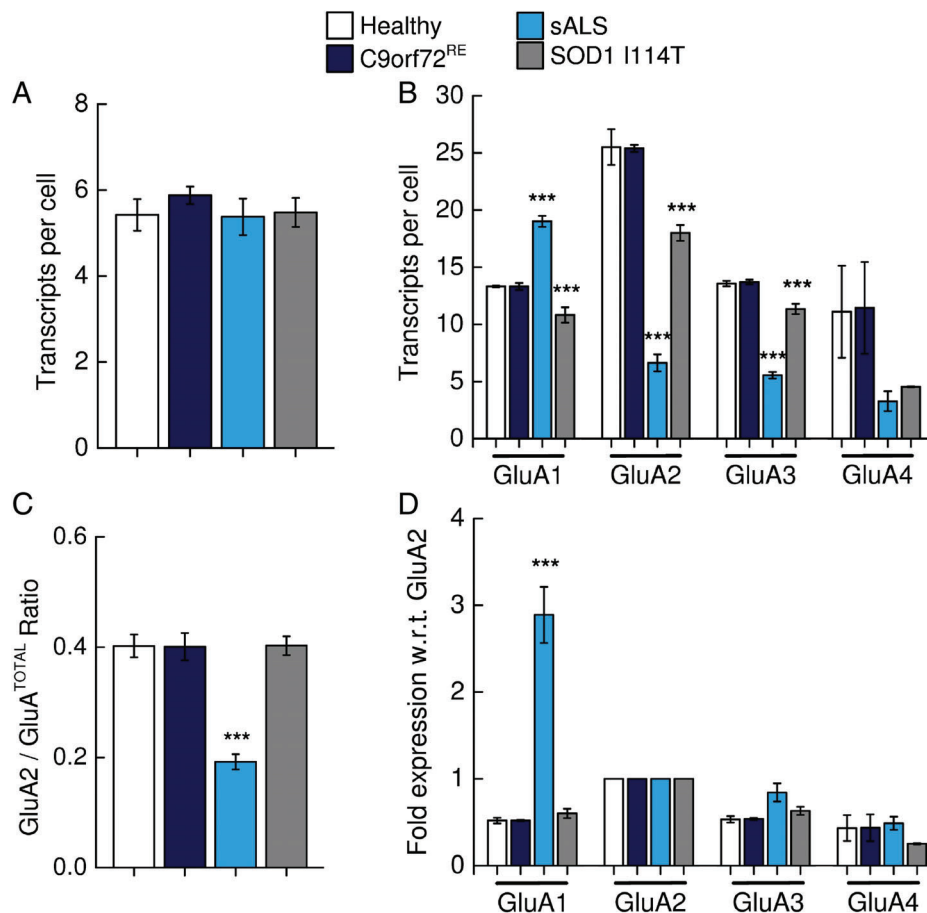 Healthy
C9orf72^RE
sALS
SOD1 I114T
A
Transcripts per cell
8
6
4
2
0
B
Transcripts per cell
30
25
20
15
10
5
0
***
***
***
***
***
***
GluA1
GluA2
GluA3
GluA4
C
GluA2 / GluA^TOTAL Ratio
0.6
0.4
0.2
0.0
***
D
Fold expression w.r.t. GluA2
4
3
2
1
0
***
GluA1
GluA2
GluA3
GluA4